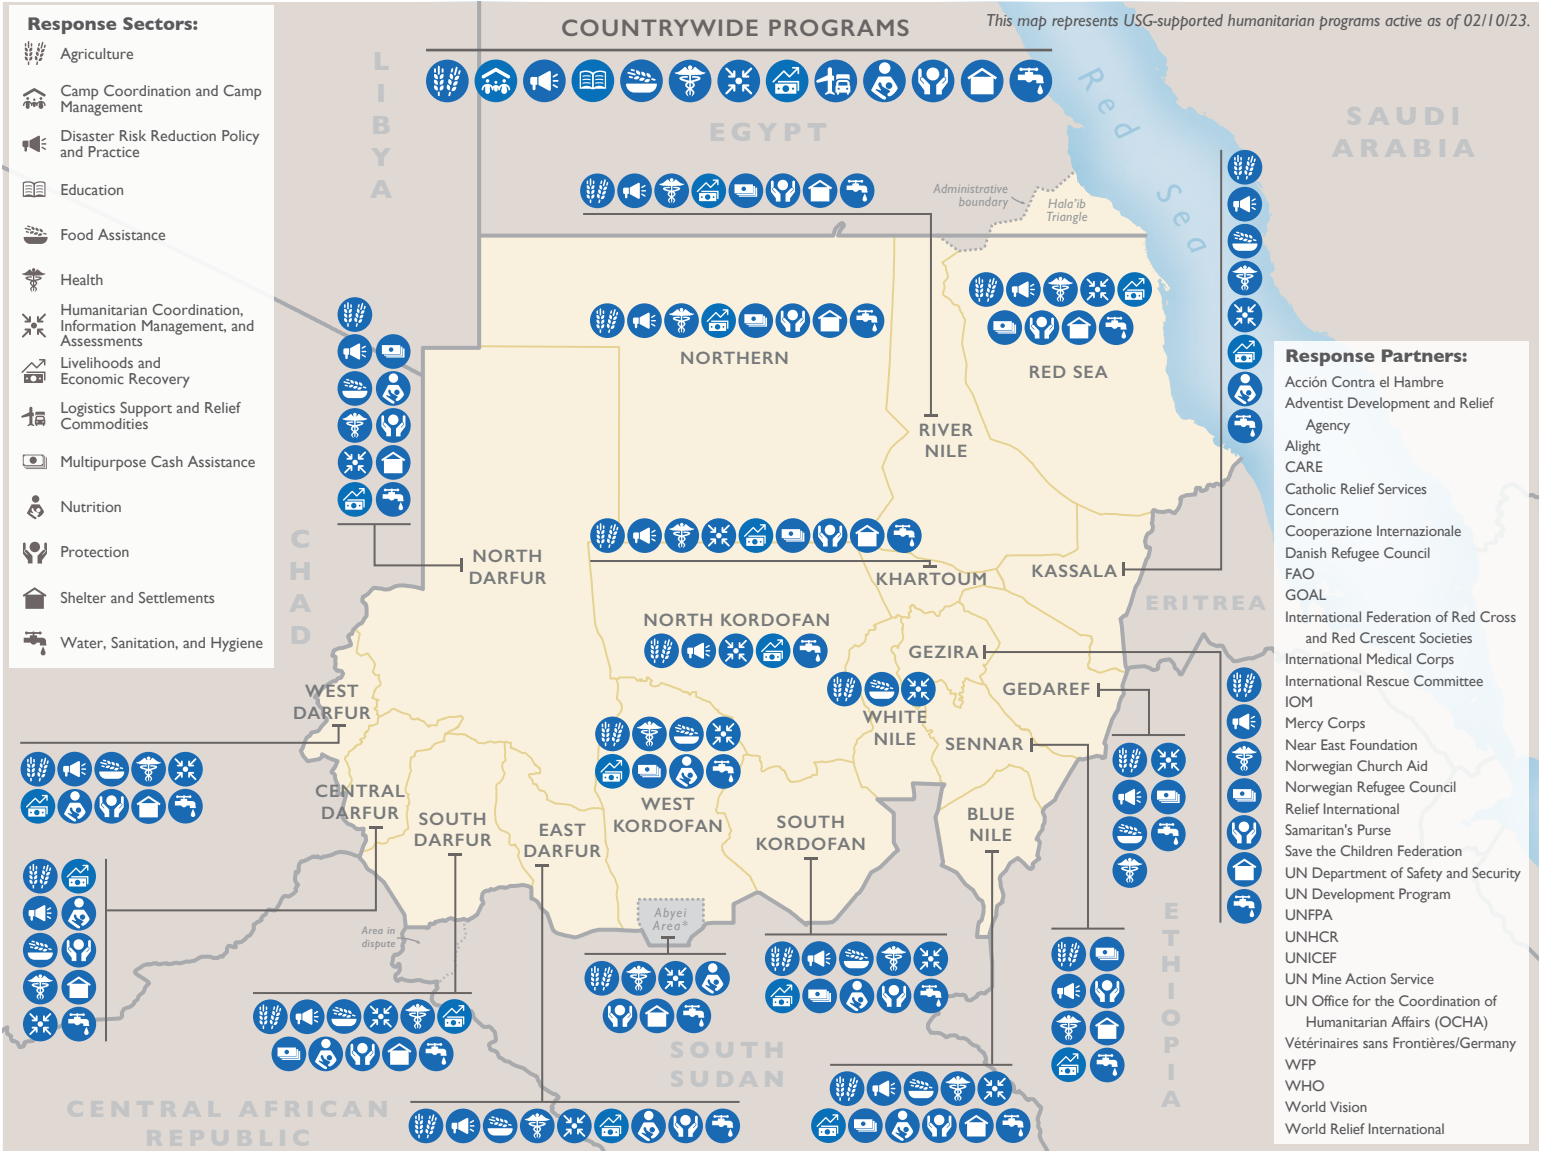 Response Sectors:
Agriculture
Camp Coordination and Camp
Management
Disaster Risk Reduction Policy
and Practice
Education
Food Assistance
Health
Humanitarian Coordination,
Information Management, and
Assessments
Livelihoods and
Economic Recovery
Logistics Support and Relief
Commodities
Multipurpose Cash Assistance
Nutrition
Protection
Shelter and Settlements
Water, Sanitation, and Hygiene
COUNTRYWIDE PROGRAMS
This map represents USG-supported humanitarian programs active as of 02/10/23.
LIBYA
EGYPT
Red Sea
SAUDI
ARABIA
Administrative
boundary
Hala'ib
Triangle
NORTHERN
RED SEA
RIVER
NILE
CHAD
NORTH
DARFUR
KHARTOUM
KASSALA
ERITREA
NORTH KORDOFAN
GEZIRA
GEDAREF
WHITE
NILE
SENNAR
WEST
DARFUR
CENTRAL
DARFUR
SOUTH
DARFUR
EAST
DARFUR
WEST
KORDOFAN
SOUTH
KORDOFAN
BLUE
NILE
Abyei
Area*
Area in
dispute
ETHIOPIA
SOUTH
SUDAN
CENTRAL AFRICAN
REPUBLIC
Response Partners:
Acción Contra el Hambre
Adventist Development and Relief
Agency
Alight
CARE
Catholic Relief Services
Concern
Cooperazione Internazionale
Danish Refugee Council
FAO
GOAL
International Federation of Red Cross
and Red Crescent Societies
International Medical Corps
International Rescue Committee
IOM
Mercy Corps
Near East Foundation
Norwegian Church Aid
Norwegian Refugee Council
Relief International
Samaritan's Purse
Save the Children Federation
UN Department of Safety and Security
UN Development Program
UNFPA
UNHCR
UNICEF
UN Mine Action Service
UN Office for the Coordination of
Humanitarian Affairs (OCHA)
Vétérinaires sans Frontières/Germany
WFP
WHO
World Vision
World Relief International